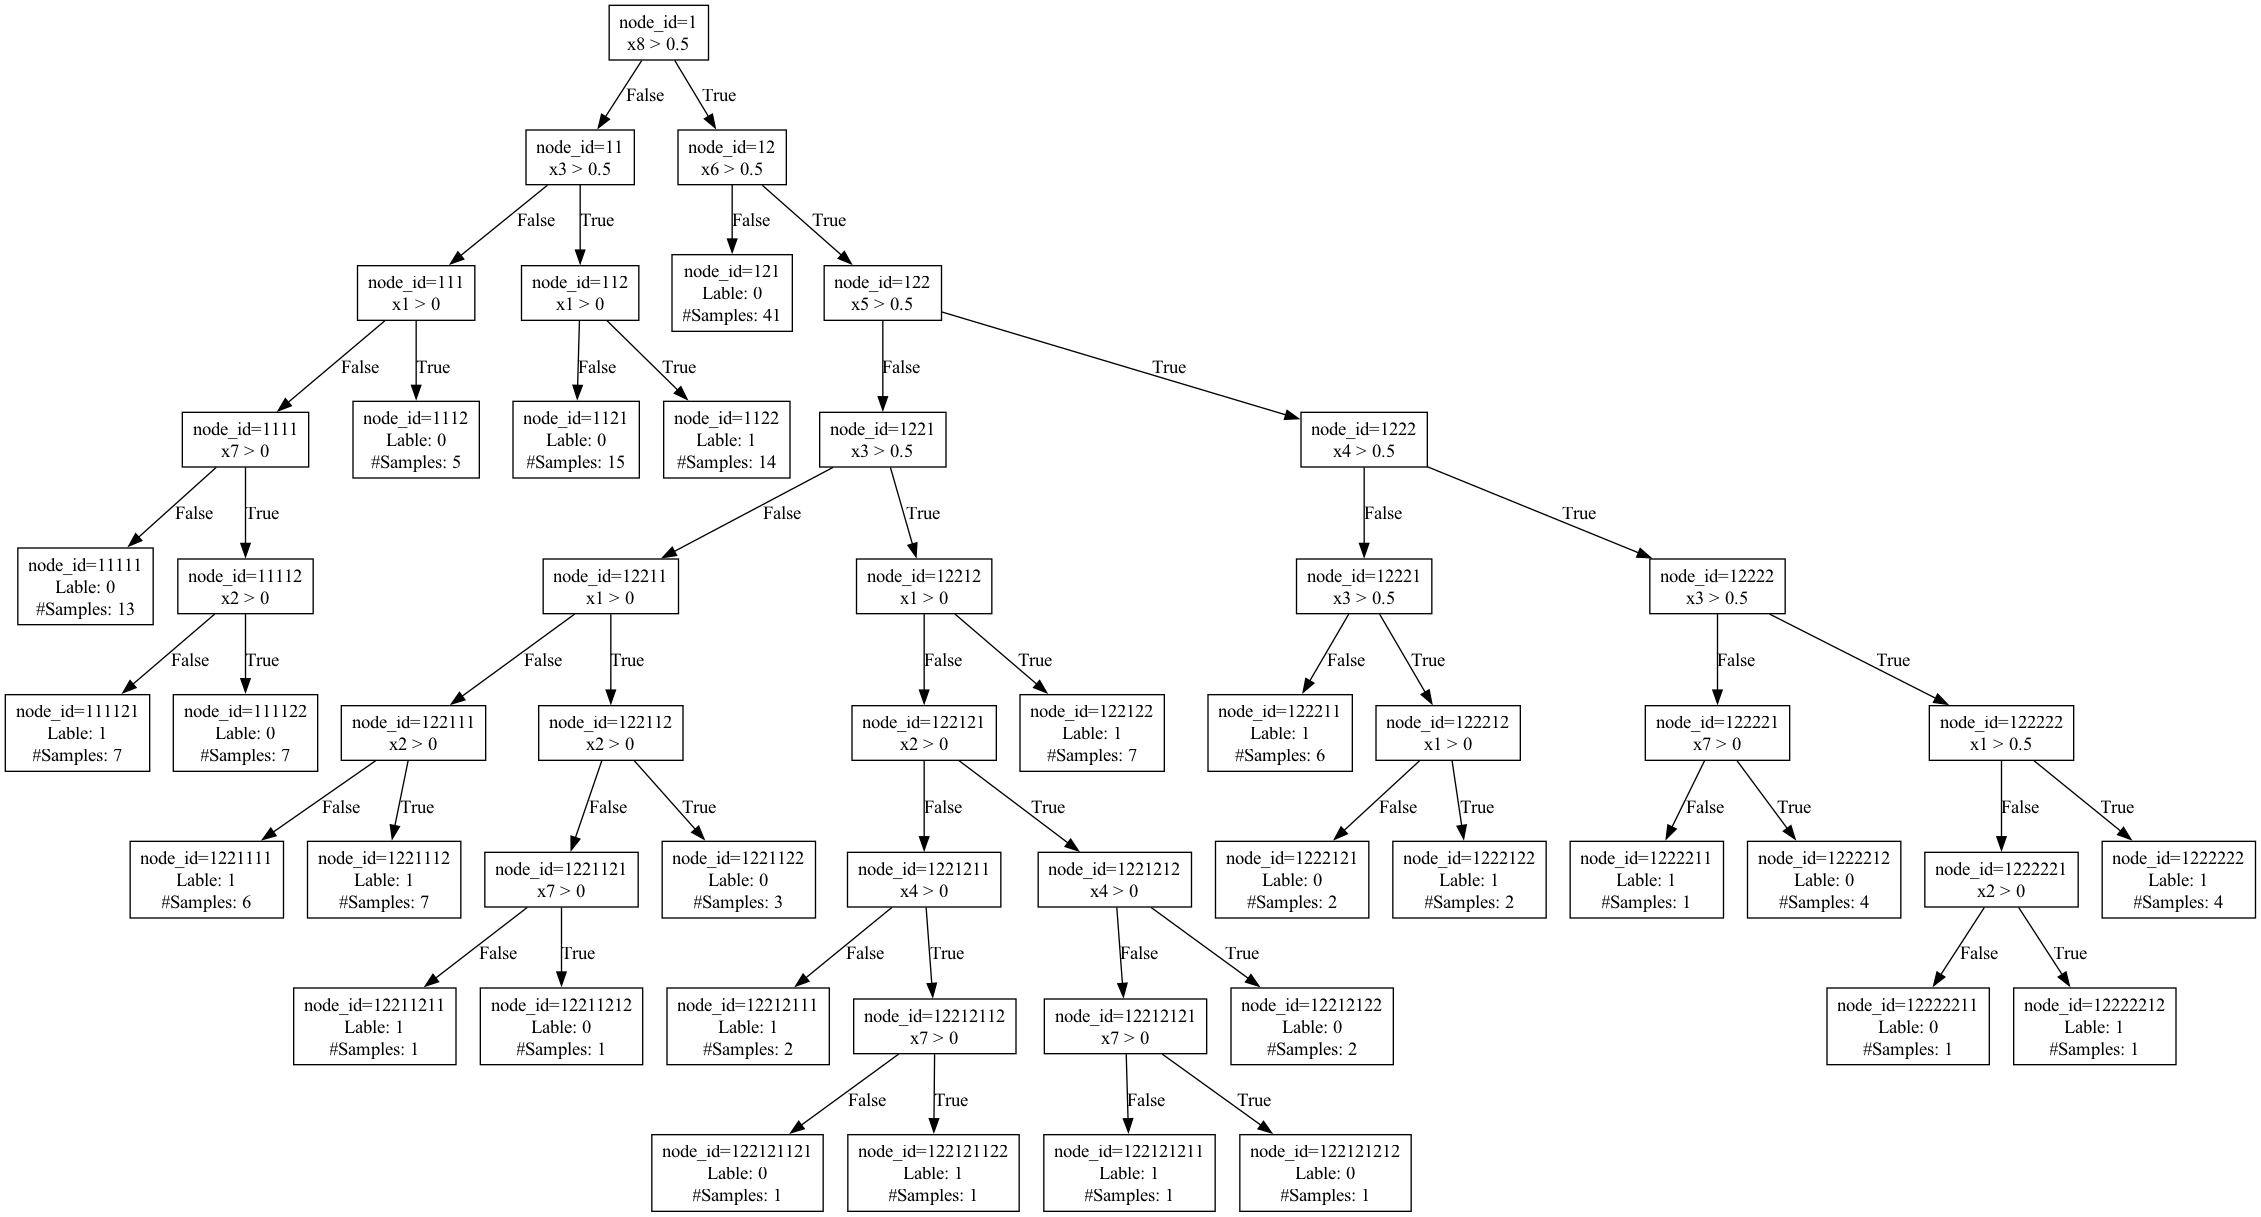 node_id=1
x8 > 0.5
False
True
node_id=11
x3 > 0.5
node_id=12
x6 > 0.5
False
True
False
True
node_id=111
x1 > 0
node_id=112
x1 > 0
node_id=121
Lable: 0
#Samples: 41
node_id=122
x5 > 0.5
False
True
False
True
False
True
node_id=1111
x7 > 0
node_id=1112
Lable: 0
#Samples: 5
node_id=1121
Lable: 0
#Samples: 15
node_id=1122
Lable: 1
#Samples: 14
node_id=1221
x3 > 0.5
node_id=1222
x4 > 0.5
False
True
False
True
False
True
node_id=11111
Lable: 0
#Samples: 13
node_id=11112
x2 > 0
node_id=12211
x1 > 0
node_id=12212
x1 > 0
node_id=12221
x3 > 0.5
node_id=12222
x3 > 0.5
False
True
False
True
False
True
False
True
False
True
node_id=111121
Lable: 1
#Samples: 7
node_id=111122
Lable: 0
#Samples: 7
node_id=122111
x2 > 0
node_id=122112
x2 > 0
node_id=122121
x2 > 0
node_id=122122
Lable: 1
#Samples: 7
node_id=122211
Lable: 1
#Samples: 6
node_id=122212
x1 > 0
node_id=122221
x7 > 0
node_id=122222
x1 > 0.5
False
True
False
True
False
True
False
True
False
True
False
True
node_id=1221111
Lable: 1
#Samples: 6
node_id=1221112
Lable: 1
#Samples: 7
node_id=1221121
x7 > 0
node_id=1221122
Lable: 0
#Samples: 3
node_id=1221211
x4 > 0
node_id=1221212
x4 > 0
node_id=1222121
Lable: 0
#Samples: 2
node_id=1222122
Lable: 1
#Samples: 2
node_id=1222211
Lable: 1
#Samples: 1
node_id=1222212
Lable: 0
#Samples: 4
node_id=1222221
x2 > 0
node_id=1222222
Lable: 1
#Samples: 4
False
True
False
True
False
True
False
True
node_id=12211211
Lable: 1
#Samples: 1
node_id=12211212
Lable: 0
#Samples: 1
node_id=12212111
Lable: 1
#Samples: 2
node_id=12212112
x7 > 0
node_id=12212121
x7 > 0
node_id=12212122
Lable: 0
#Samples: 2
node_id=12222211
Lable: 0
#Samples: 1
node_id=12222212
Lable: 1
#Samples: 1
False
True
False
True
node_id=122121121
Lable: 0
#Samples: 1
node_id=122121122
Lable: 1
#Samples: 1
node_id=122121211
Lable: 1
#Samples: 1
node_id=122121212
Lable: 0
#Samples: 1